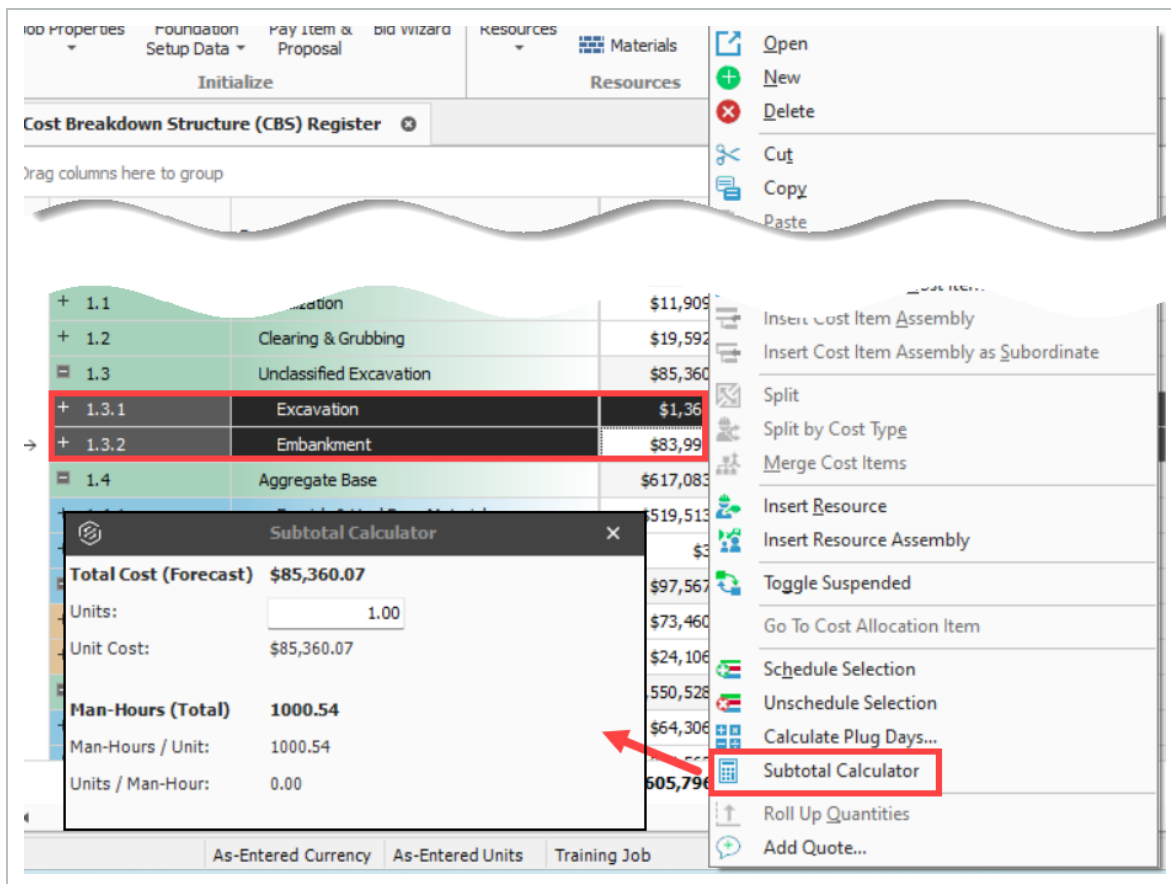 Job Properties Foundation Setup Data Pay Item & Proposal Bid Wizard Resources Materials
Initialize Resources
Cost Breakdown Structure (CBS) Register
Drag columns here to group
1.1 $11,909
1.2 Clearing & Grubbing $19,592
1.3 Unclassified Excavation $85,360
1.3.1 Excavation $1,36
1.3.2 Embankment $83,99
1.4 Aggregate Base $617,083
$519,513
$3
$97,567
$73,460
$24,106
,550,528
$64,306
605,796
Subtotal Calculator
Total Cost (Forecast) $85,360.07
Units: 1.00
Unit Cost: $85,360.07
Man-Hours (Total) 1000.54
Man-Hours / Unit: 1000.54
Units / Man-Hour: 0.00
As-Entered Currency As-Entered Units Training Job
Open
New
Delete
Cut
Copy
Paste
Insert Cost Item Assembly
Insert Cost Item Assembly as Subordinate
Split
Split by Cost Type
Merge Cost Items
Insert Resource
Insert Resource Assembly
Toggle Suspended
Go To Cost Allocation Item
Schedule Selection
Unschedule Selection
Calculate Plug Days...
Subtotal Calculator
Roll Up Quantities
Add Quote...